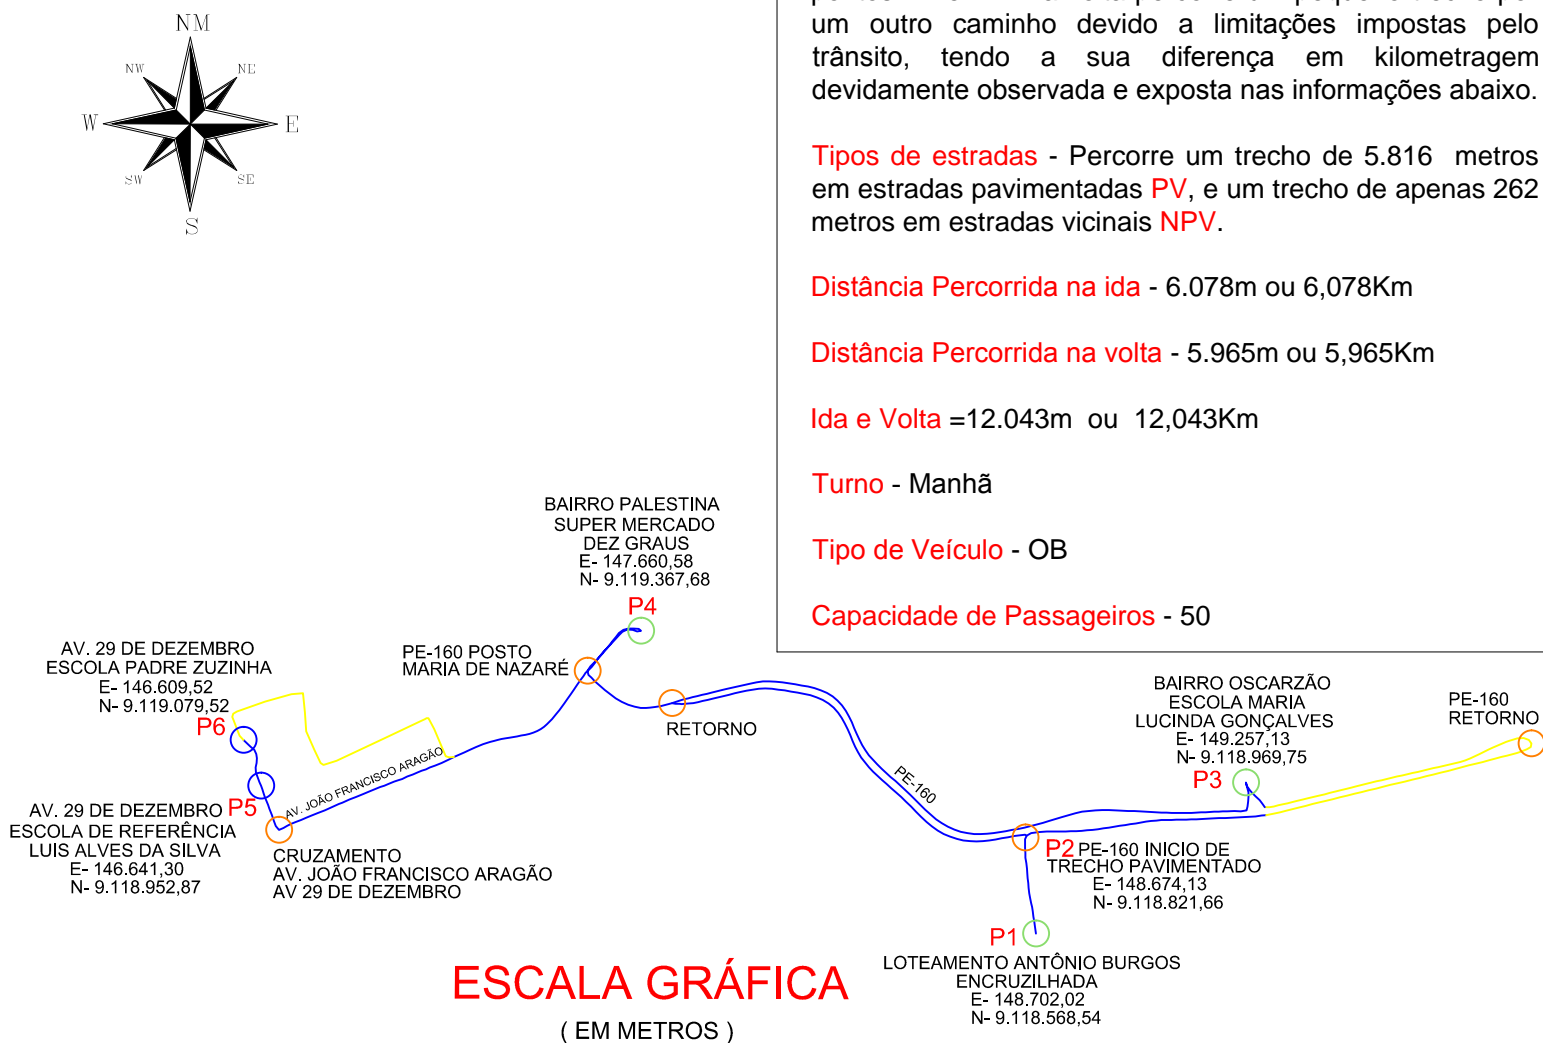 NM
NW
NE
W
E
SW
SE
S
um outro caminho devido a limitações impostas pelo
trânsito, tendo a sua diferença em kilometragem
devidamente observada e exposta nas informações abaixo.
Tipos de estradas - Percorre um trecho de 5.816 metros
em estradas pavimentadas PV, e um trecho de apenas 262
metros em estradas vicinais NPV.
Distância Percorrida na ida - 6.078m ou 6,078Km
Distância Percorrida na volta - 5.965m ou 5,965Km
Ida e Volta =12.043m ou 12,043Km
Turno - Manhã
Tipo de Veículo - OB
Capacidade de Passageiros - 50
BAIRRO PALESTINA
SUPER MERCADO
DEZ GRAUS
E- 147.660,58
N- 9.119.367,68
P4
AV. 29 DE DEZEMBRO
ESCOLA PADRE ZUZINHA
E- 146.609,52
N- 9.119.079,52
P6
PE-160 POSTO
MARIA DE NAZARÉ
RETORNO
BAIRRO OSCARZÃO
ESCOLA MARIA
LUCINDA GONÇALVES
E- 149.257,13
N- 9.118.969,75
P3
PE-160
RETORNO
PE-160
AV. JOÃO FRANCISCO ARAGÃO
P5
AV. 29 DE DEZEMBRO
ESCOLA DE REFERÊNCIA
LUIS ALVES DA SILVA
E- 146.641,30
N- 9.118.952,87
CRUZAMENTO
AV. JOÃO FRANCISCO ARAGÃO
AV 29 DE DEZEMBRO
P2 PE-160 INICIO DE
TRECHO PAVIMENTADO
E- 148.674,13
N- 9.118.821,66
P1
LOTEAMENTO ANTÔNIO BURGOS
ENCRUZILHADA
E- 148.702,02
N- 9.118.568,54
ESCALA GRÁFICA
( EM METROS )